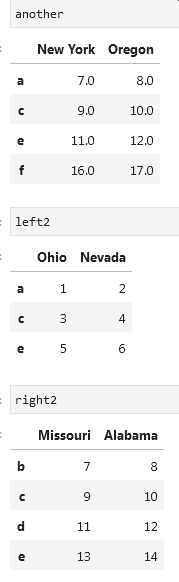 another
New York Oregon
a 7.0 8.0
c 9.0 10.0
e 11.0 12.0
f 16.0 17.0
left2
Ohio Nevada
a 1 2
c 3 4
e 5 6
right2
Missouri Alabama
b 7 8
c 9 10
d 11 12
e 13 14